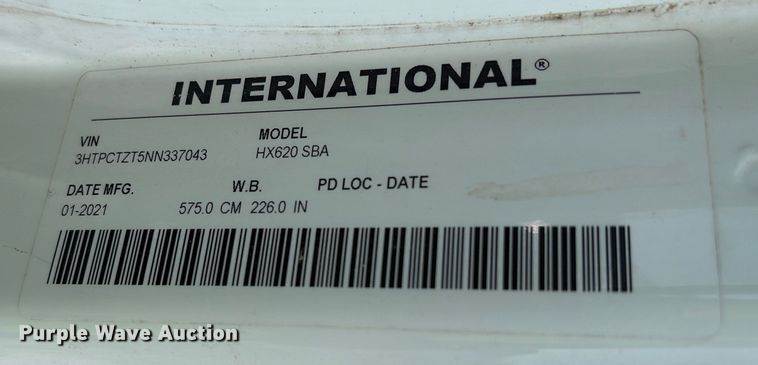 INTERNATIONAL®
VIN MODEL
3HTPCTZT5NN337043 HX620 SBA
DATE MFG. W.B. PD LOC - DATE
01-2021 575.0 CM 226.0 IN
Purple Wave Auction